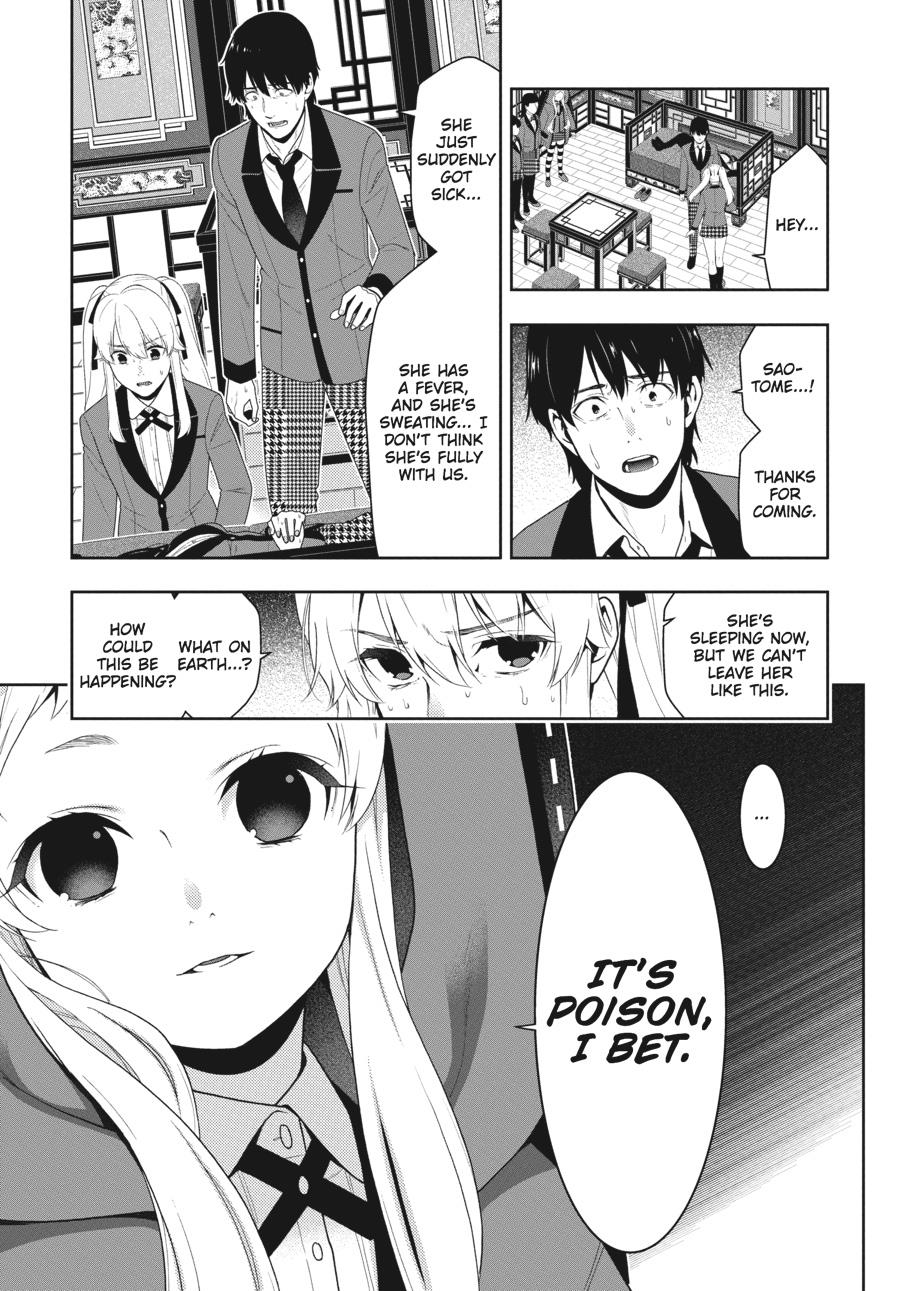 HEY...
SAO-
TOME...!
THANKS
FOR
COMING.
SHE
JUST
SUDDENLY
GOT
SICK...
SHE HAS
A FEVER,
AND SHE'S
SWEATING... I
DON'T THINK
SHE'S FULLY
WITH US.
SHE'S
SLEEPING NOW,
BUT WE CAN'T
LEAVE HER
LIKE THIS.
WHAT ON
EARTH...?
HOW
COULD
THIS BE
HAPPENING?
...
IT'S
POISON,
I BET.